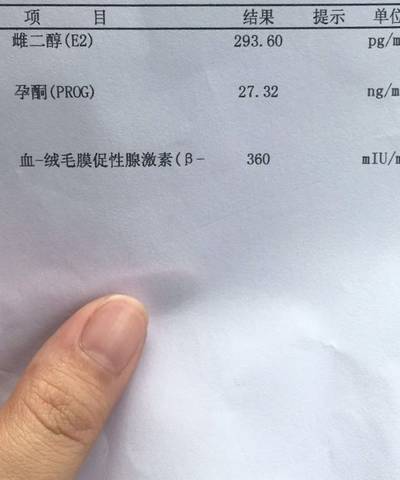 项 目 结果 提示 单位
雌二醇(E2) 293.60 pg/m
孕酮(PROG) 27.32 ng/m
血-绒毛膜促性腺激素(β- 360 mIU/m